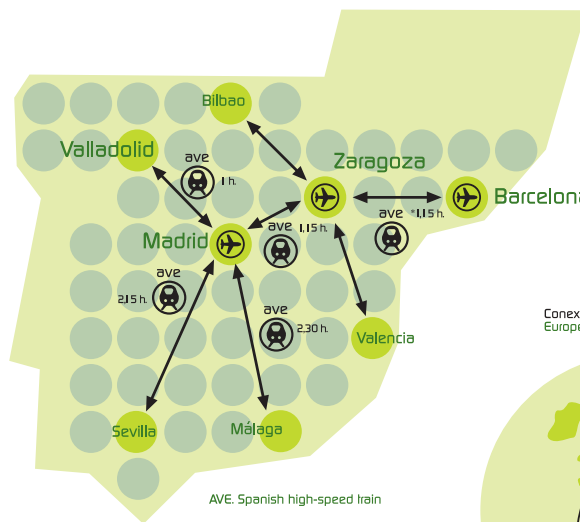 Bilbao
Valladolid
ave
1 h.
Zaragoza
Barcelona
ave
*1,15 h.
Madrid
ave
1,15 h.
ave
2,15 h.
ave
2,30 h.
Valencia
Conex
Europe
Sevilla
Málaga
AVE. Spanish high-speed train